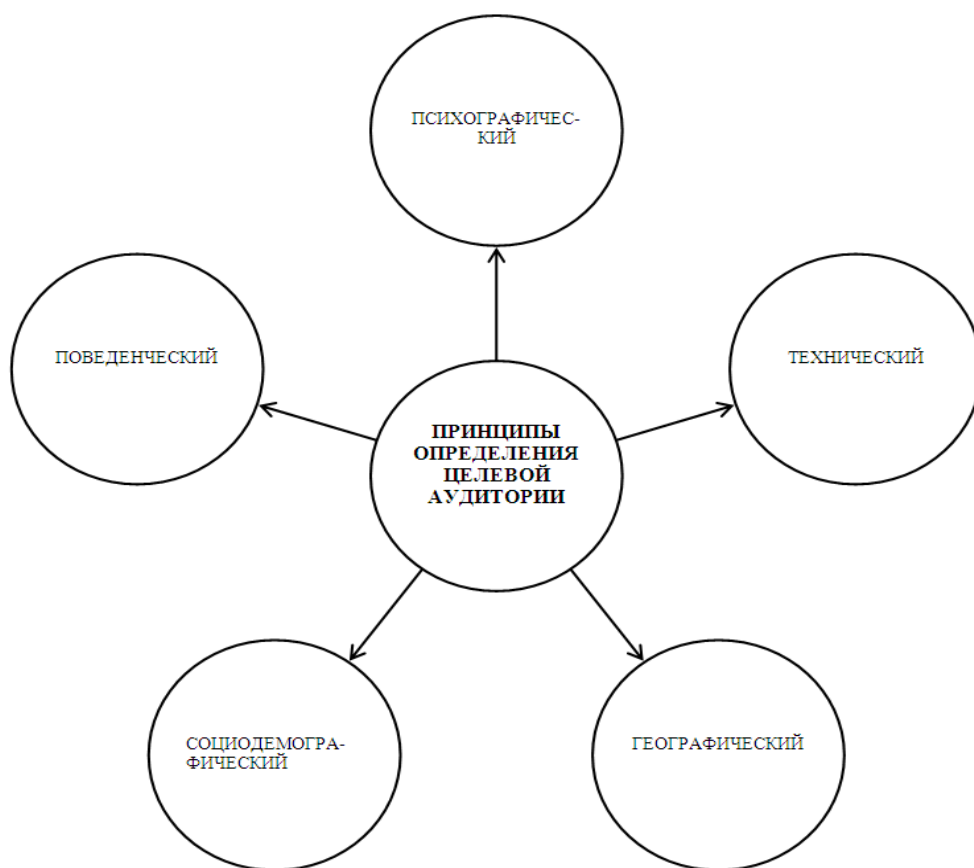 ПСИХОГРАФИЧЕС-
КИЙ
ПОВЕДЕНЧЕСКИЙ
ТЕХНИЧЕСКИЙ
ПРИНЦИПЫ
ОПРЕДЕЛЕНИЯ
ЦЕЛЕВОЙ
АУДИТОРИИ
СОЦИОДЕМОГРА-
ФИЧЕСКИЙ
ГЕОГРАФИЧЕСКИЙ